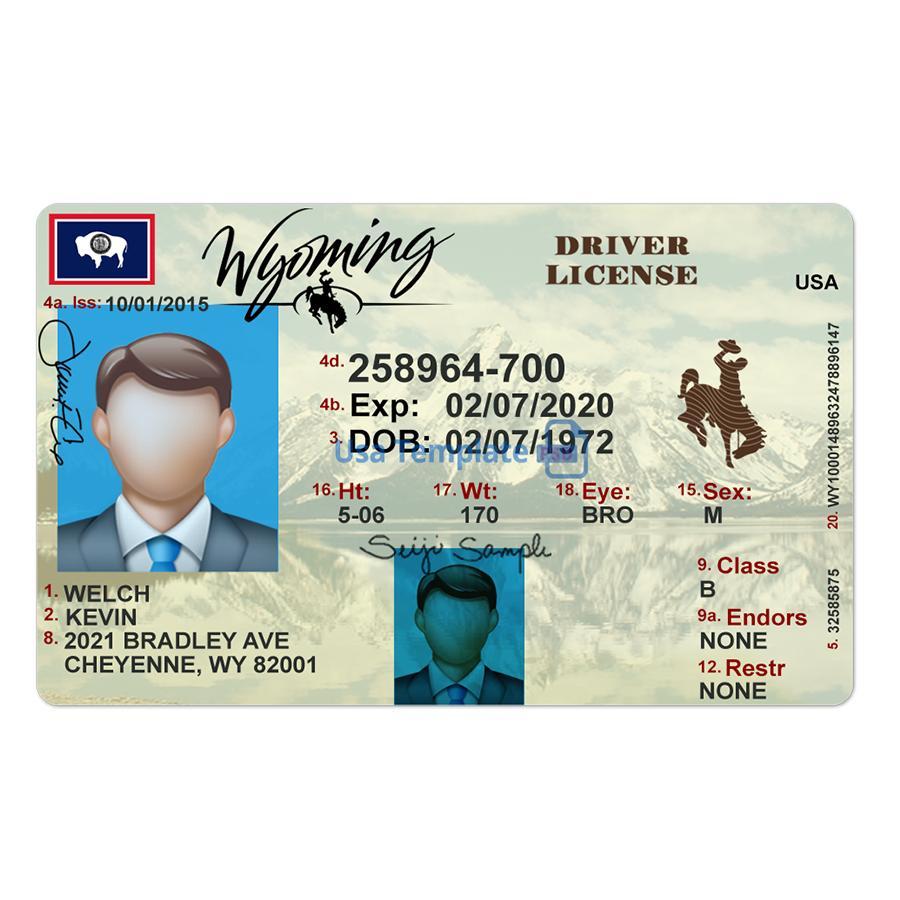 Wyoming
DRIVER
LICENSE
USA
4a. Iss: 10/01/2015
4d. 258964-700
4b. Exp: 02/07/2020
3. DOB: 02/07/1972
Usa Template PSD
16. Ht: 17. Wt: 18. Eye: 15. Sex:
5-06 170 BRO M
Seiji Sample
1. WELCH
2. KEVIN
8. 2021 BRADLEY AVE
CHEYENNE, WY 82001
9. Class
B
9a. Endors
NONE
12. Restr
NONE
20. WY1000148963247889６147
5. 32585875